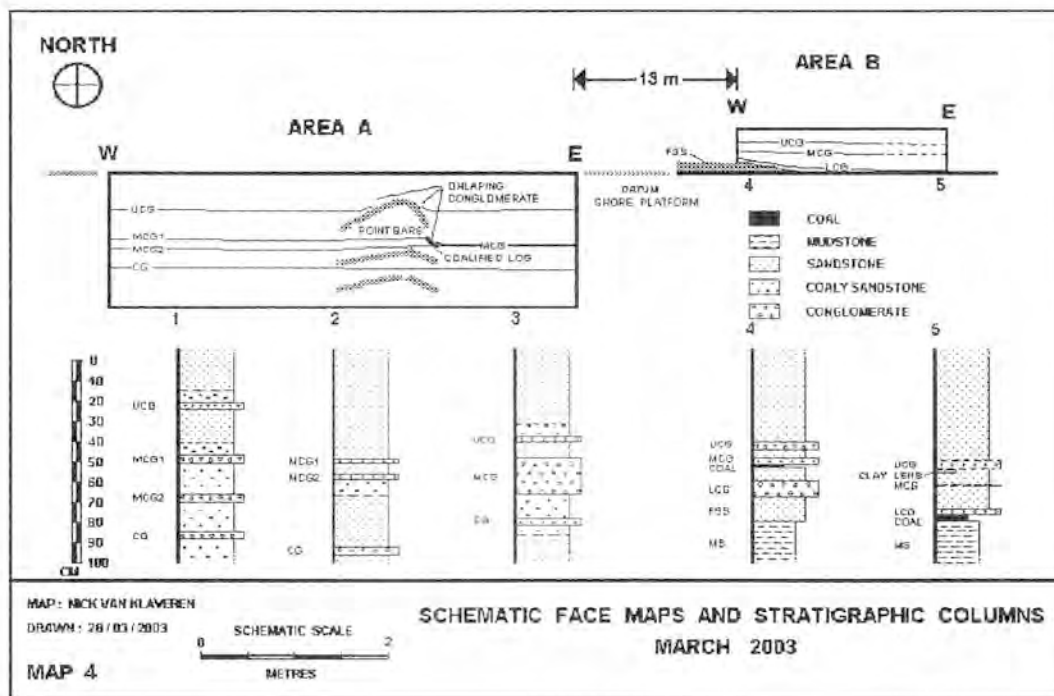 NORTH
AREA B
13 m
AREA A
W
E
W
E
UCG
MCG
LCG
FSS
4
5
ONLAPING
CONGLOMERATE
DATUM
SHORE PLATFORM
UCG
POINT BARS
MCG1
MCG
MCG2
COALIFIED LOG
CG
1
2
3
COAL
MUDSTONE
SANDSTONE
COALY SANDSTONE
CONGLOMERATE
4
5
0
10
20
30
40
50
60
70
80
90
100
CM
UCG
MCG1
MCG2
CG
MCG1
MCG2
CG
UCG
MCG
CG
UCG
MCG
COAL
LCG
FSS
MS
UCG
CLAY LENS
MCG
LCG
COAL
MS
MAP : NICK VAN KLAVEREN
DRAWN : 28 / 03 / 2003
MAP 4
SCHEMATIC SCALE
0 2
METRES
SCHEMATIC FACE MAPS AND STRATIGRAPHIC COLUMNS
MARCH 2003